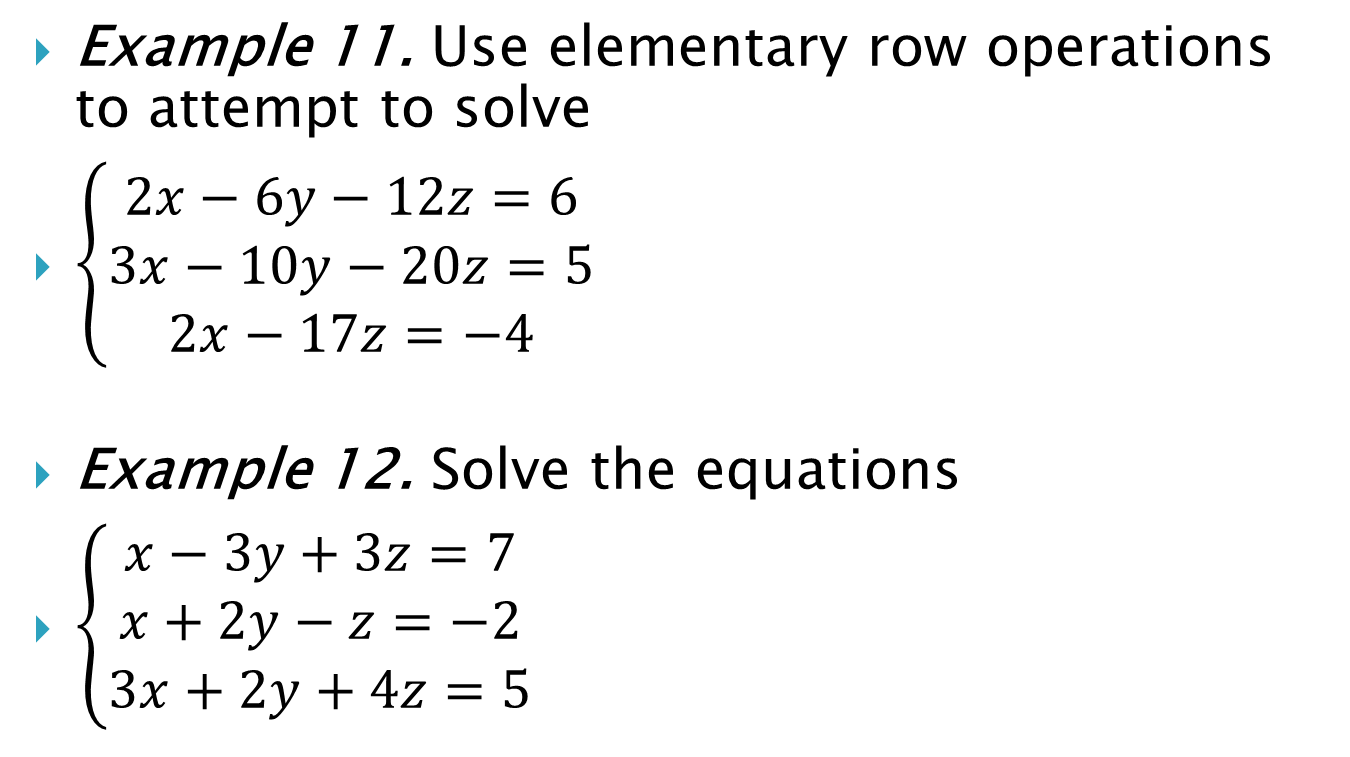 Example 11. Use elementary row operations
to attempt to solve
2x − 6y − 12z = 6
3x − 10y − 20z = 5
2x − 17z = −4
Example 12. Solve the equations
x − 3y + 3z = 7
x + 2y − z = −2
3x + 2y + 4z = 5